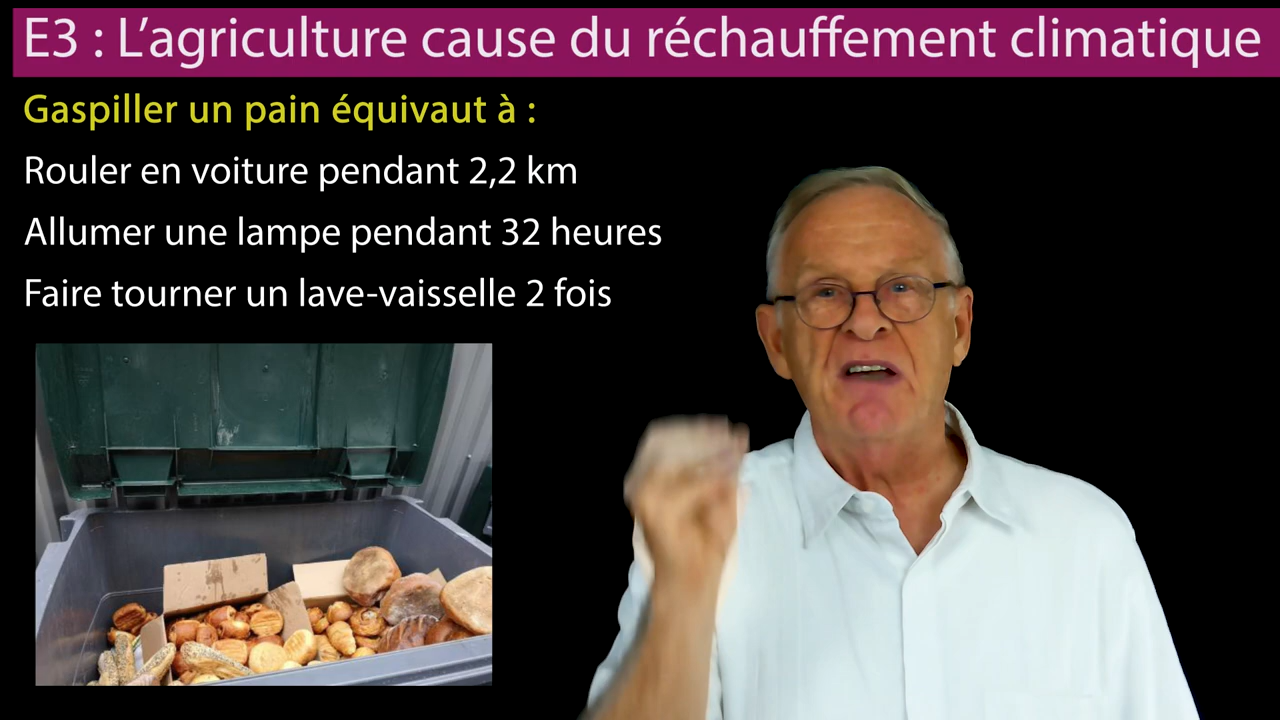 E3 : L’agriculture cause du réchauffement climatique
Gaspiller un pain équivaut à :
Rouler en voiture pendant 2,2 km
Allumer une lampe pendant 32 heures
Faire tourner un lave-vaisselle 2 fois